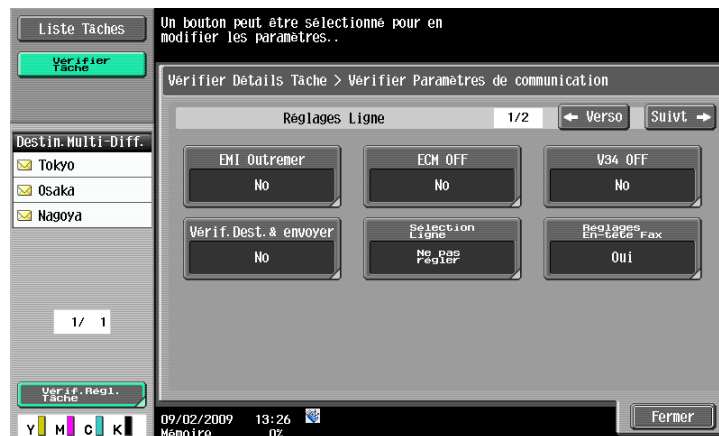 Liste Tâches
Un bouton peut être sélectionné pour en
modifier les paramètres..
Vérifier
Tâche
Vérifier Détails Tâche > Vérifier Paramètres de communication
Réglages Ligne
1/2
← Verso
Suivt →
Destin.Multi-Diff.
Tokyo
Osaka
Nagoya
EMI Outremer
No
ECM OFF
No
V34 OFF
No
Vérif.Dest.& envoyer
No
Sélection
Ligne
Ne pas
régler
Réglages
En-tête Fax
Oui
1/ 1
Vérif.Régl.
Tâche
Fermer
Y M C K
09/02/2009 13:26
Mémoire 0%